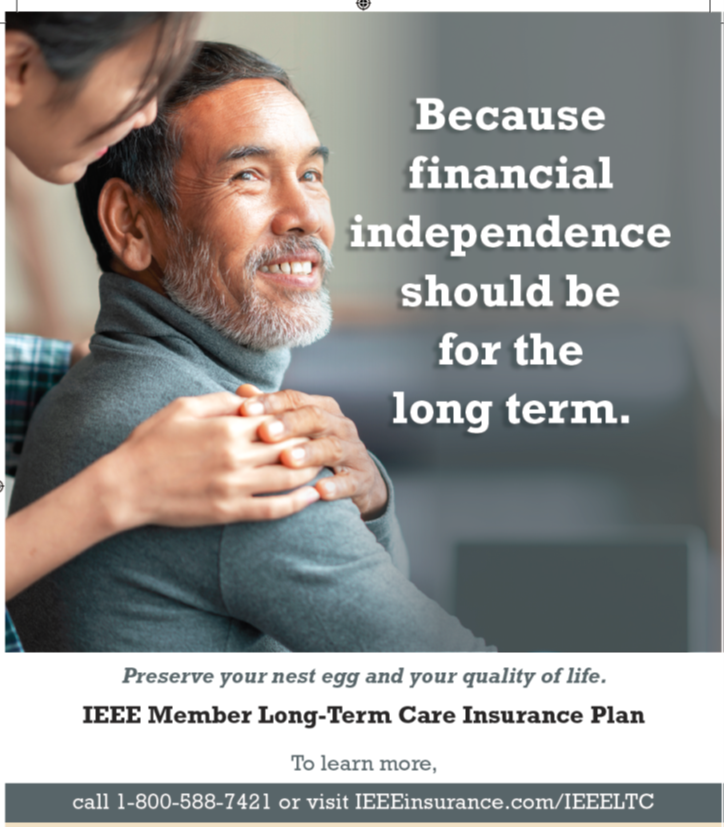 Because
financial
independence
should be
for the
long term.
Preserve your nest egg and your quality of life.
IEEE Member Long-Term Care Insurance Plan
To learn more,
call 1-800-588-7421 or visit IEEEinsurance.com/IEEELTC